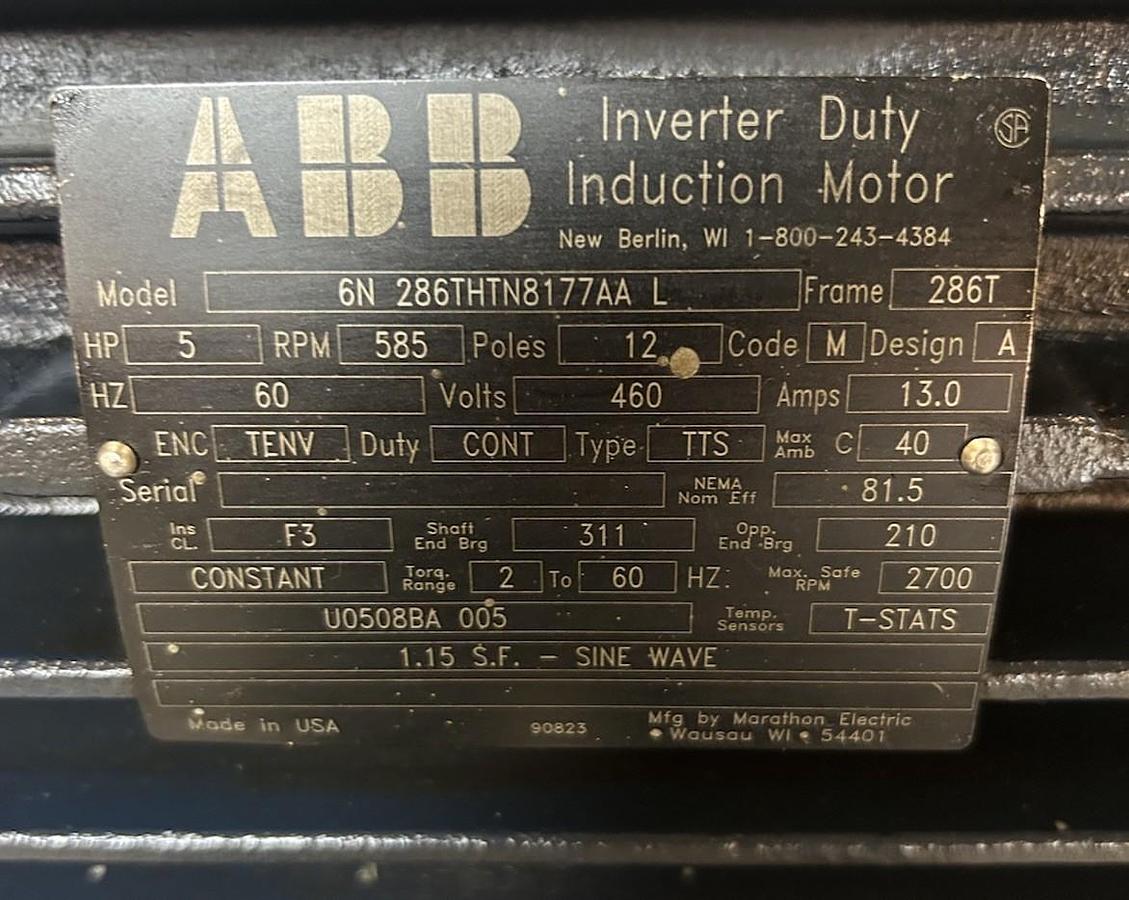 ABB Inverter Duty
Induction Motor
SA
New Berlin, WI 1-800-243-4384
Model 6N 286THTN8177AA L Frame 286T
HP 5 RPM 585 Poles 12 Code M Design A
HZ 60 Volts 460 Amps 13.0
ENC TENV Duty CONT Type TTS Max Amb C 40
Serial NEMA Nom Eff 81.5
Ins CL. F3 Shaft End Brg 311 Opp. End Brg 210
CONSTANT Torq. Range 2 To 60 HZ: Max. Safe RPM 2700
U0508BA 005 Temp. Sensors T-STATS
1.15 S.F. - SINE WAVE
Made in USA 90823 Mfg by Marathon Electric
Wausau WI 54401